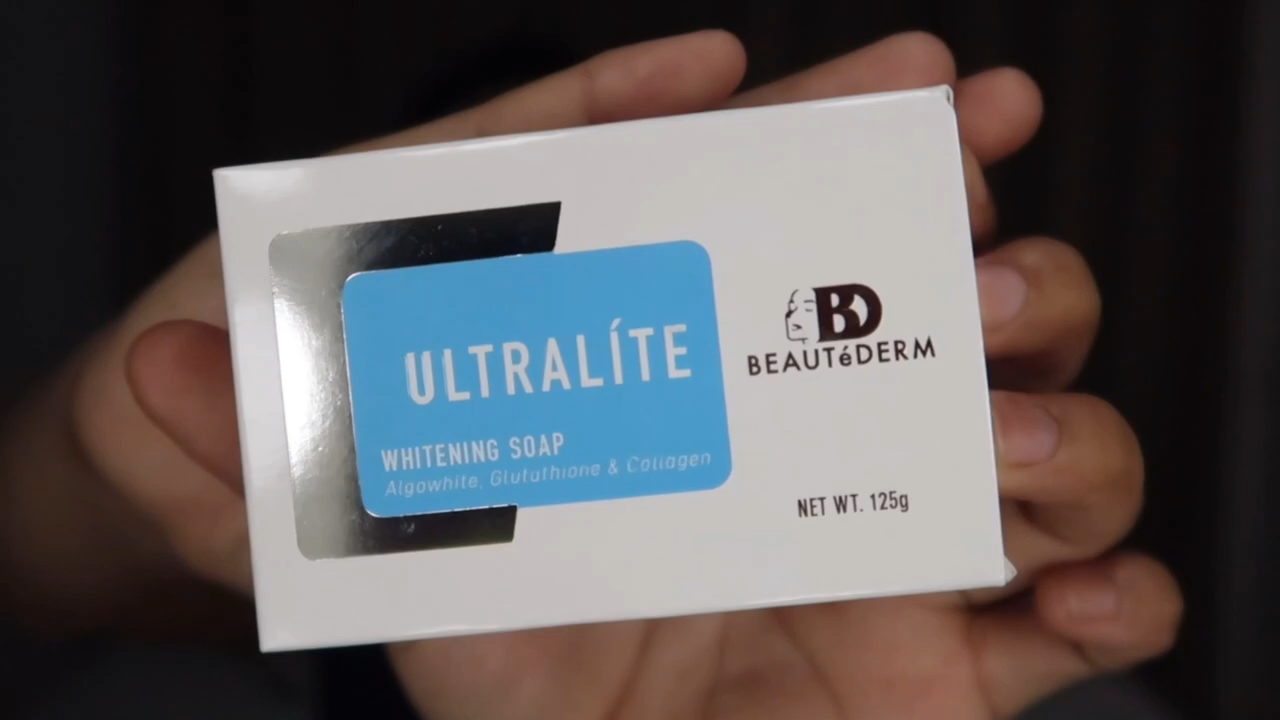 ULTRALÍTE
WHITENING SOAP
Algowhite, Glutathione & Collagen
BD
BEAUTéDERM
NET WT. 125g